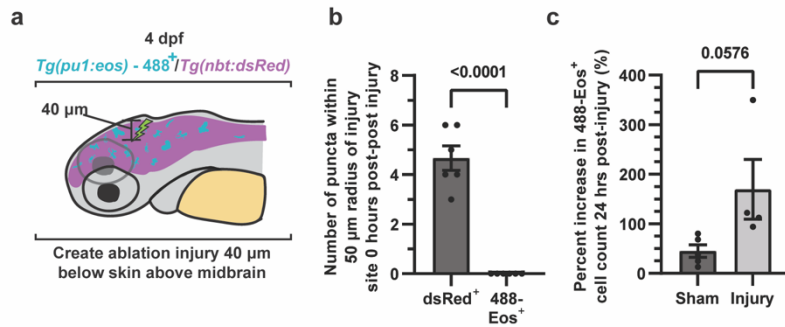 a
4 dpf
Tg(pu1:eos) - 488+/Tg(nbt:dsRed)
40 µm
Create ablation injury 40 µm
below skin above midbrain
b
Number of puncta within
50 µm radius of injury
site 0 hours post-post injury
<0.0001
8
6
4
2
0
dsRed+
488-
Eos+
c
Percent increase in 488-Eos+
cell count 24 hrs post-injury (%)
0.0576
400
300
200
100
0
Sham
Injury